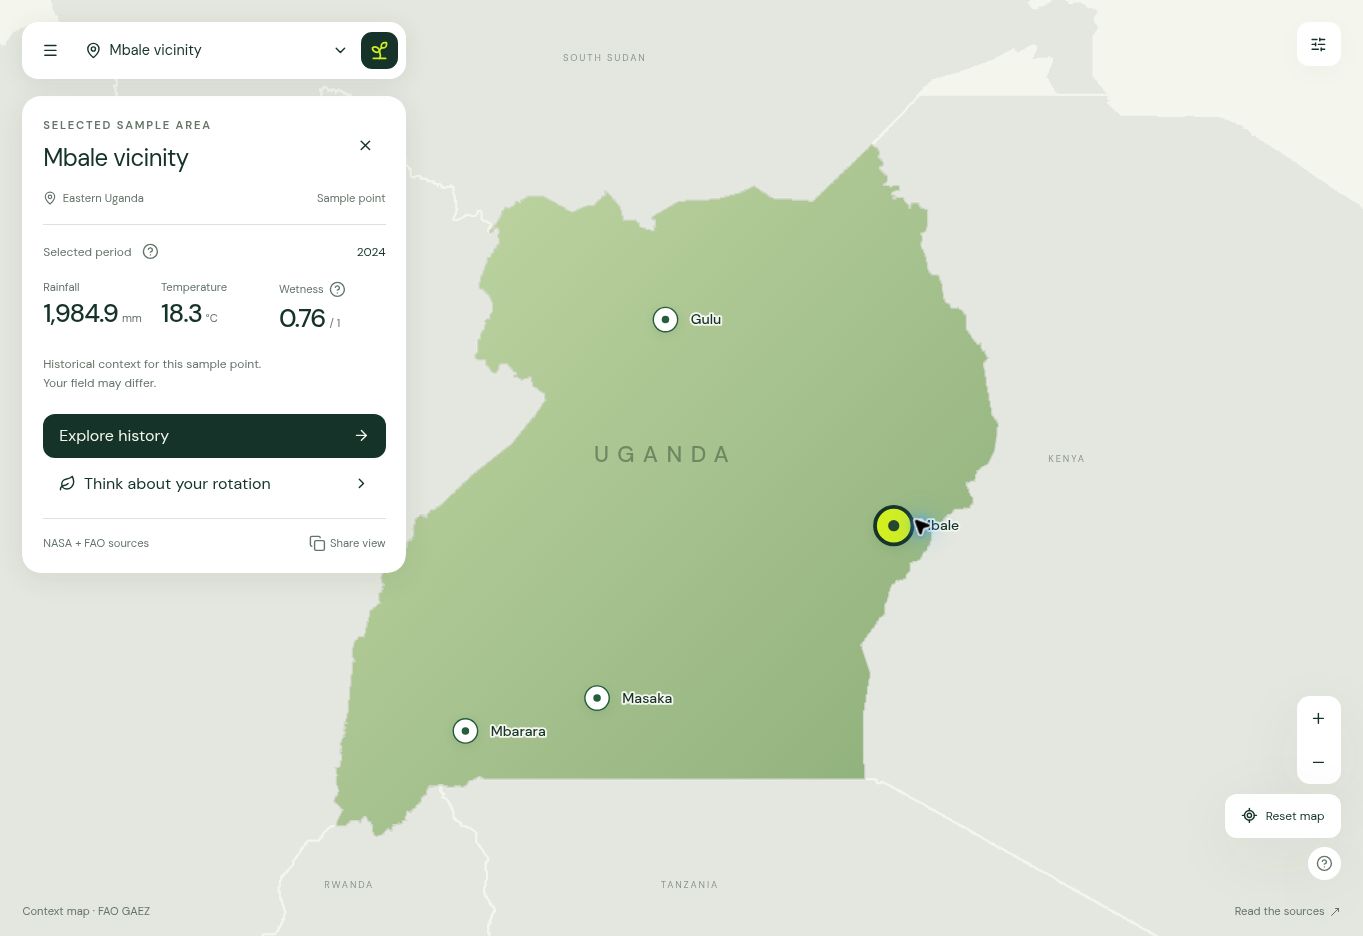 Mbale vicinity
SELECTED SAMPLE AREA
Mbale vicinity
Eastern Uganda
Sample point
Selected period
2024
Rainfall
Temperature
Wetness
1,984.9 mm
18.3 °C
0.76 / 1
Historical context for this sample point.
Your field may differ.
Explore history
Think about your rotation
NASA + FAO sources
Share view
SOUTH SUDAN
Gulu
UGANDA
KENYA
Masaka
Mbarara
RWANDA
TANZANIA
Reset map
Context map · FAO GAEZ
Read the sources ↗